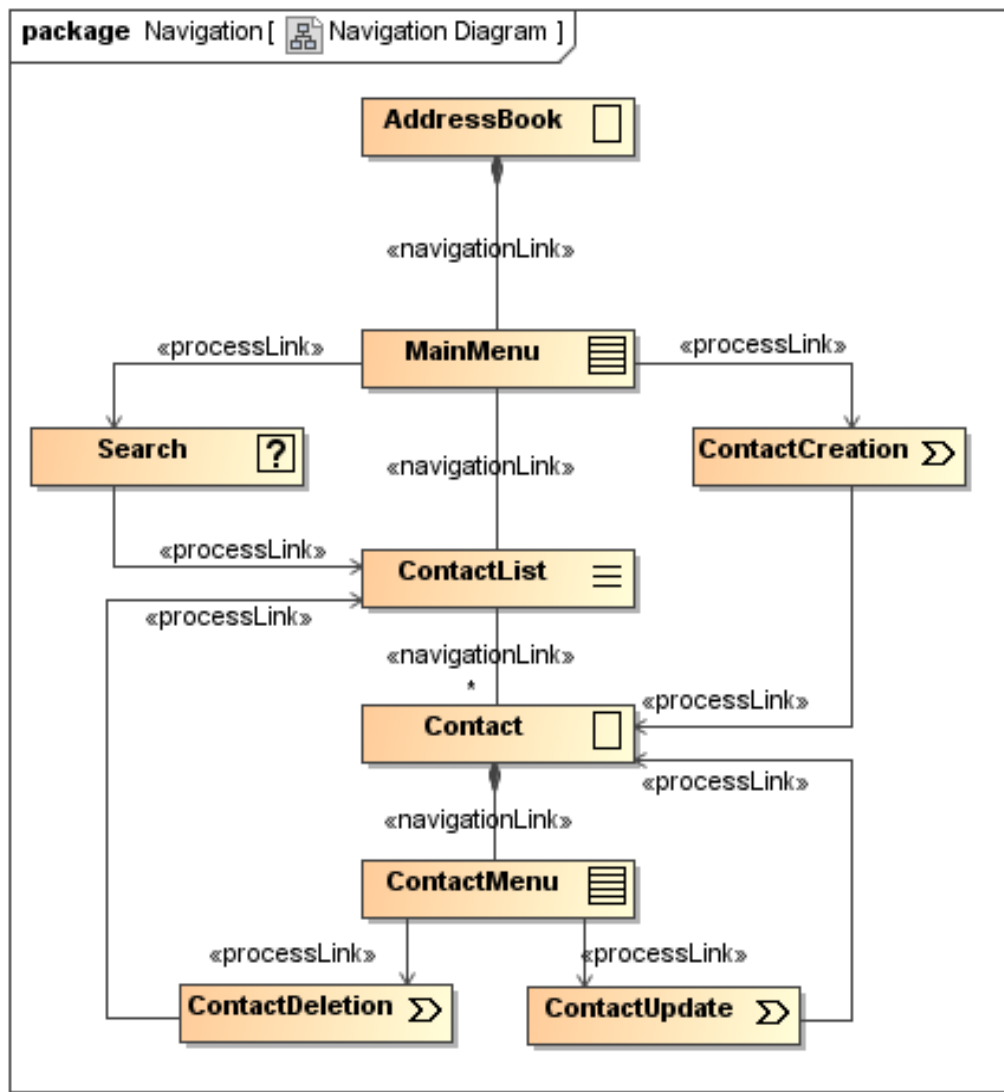 package Navigation [ Navigation Diagram ]
AddressBook
«navigationLink»
«processLink»
MainMenu
«processLink»
Search
?
«navigationLink»
ContactCreation
«processLink»
ContactList
«processLink»
«navigationLink»
*
«processLink»
Contact
«processLink»
«navigationLink»
ContactMenu
«processLink»
«processLink»
ContactDeletion
ContactUpdate